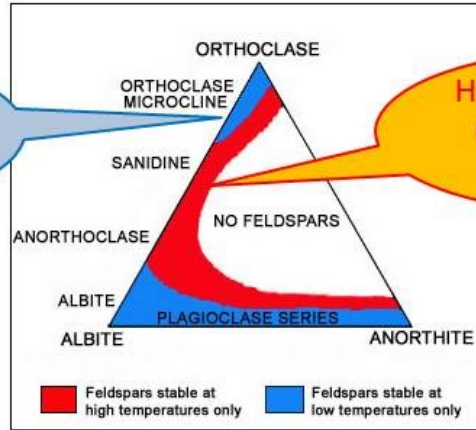 ORTHOCLASE
ORTHOCLASE
MICROCLINE
SANIDINE
NO FELDSPARS
ANORTHOCLASE
ALBITE
PLAGIOCLASE SERIES
ALBITE
ANORTHITE
Feldspars stable at
high temperatures only
Feldspars stable at
low temperatures only